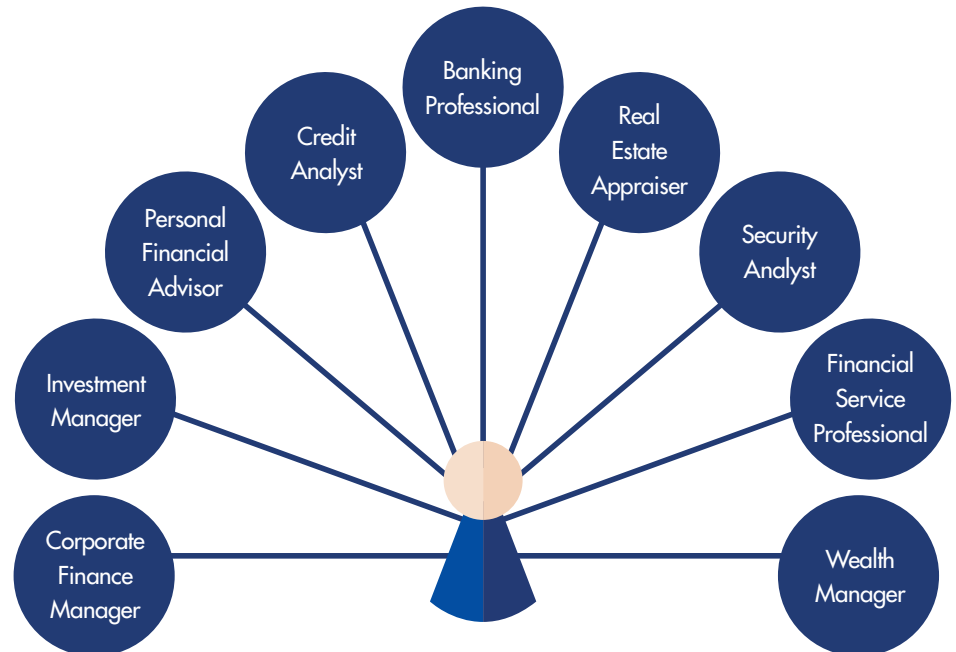 Banking
Professional
Credit
Analyst
Real
Estate
Appraiser
Personal
Financial
Advisor
Security
Analyst
Investment
Manager
Financial
Service
Professional
Corporate
Finance
Manager
Wealth
Manager